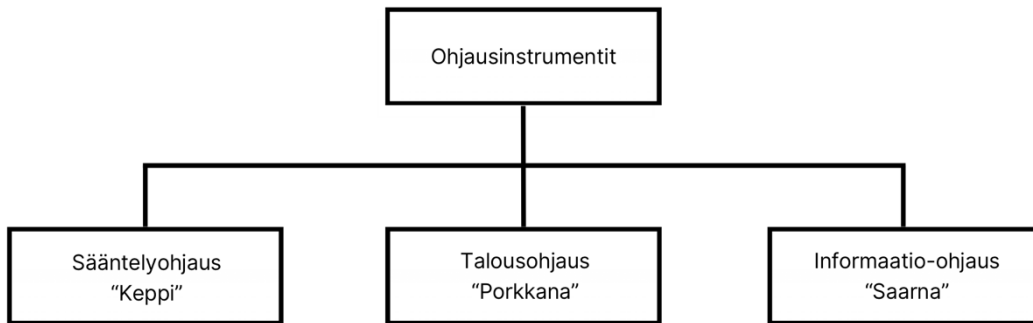 Ohjausinstrumentit
Sääntelyohjaus
“Keppi”
Talousohjaus
“Porkkana”
Informaatio-ohjaus
“Saarna”